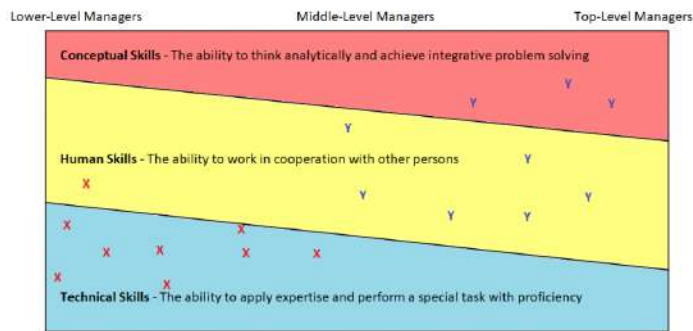 Lower-Level Managers Middle-Level Managers Top-Level Managers
Conceptual Skills - The ability to think analytically and achieve integrative problem solving
Y
Y Y
Y
Human Skills - The ability to work in cooperation with other persons Y
X
Y Y
Y Y
X X
X X X X
X X
Technical Skills - The ability to apply expertise and perform a special task with proficiency